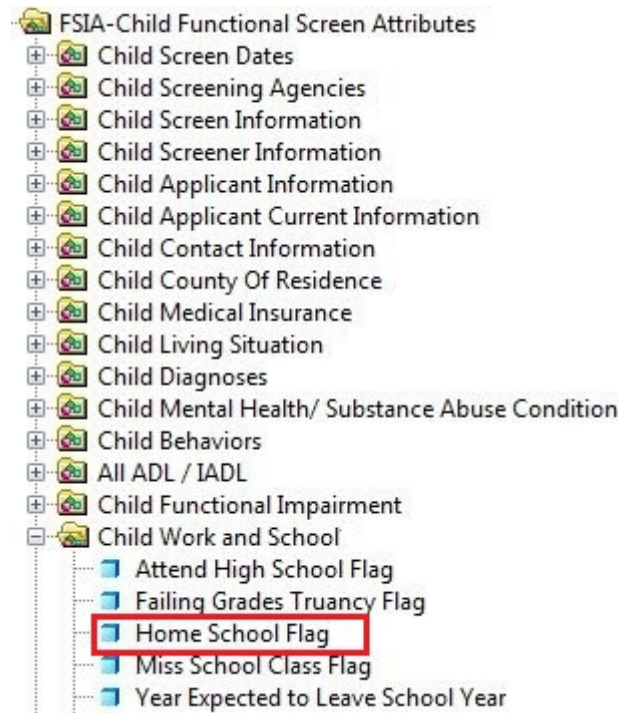 FSIA-Child Functional Screen Attributes
Child Screen Dates
Child Screening Agencies
Child Screen Information
Child Screener Information
Child Applicant Information
Child Applicant Current Information
Child Contact Information
Child County Of Residence
Child Medical Insurance
Child Living Situation
Child Diagnoses
Child Mental Health/ Substance Abuse Condition
Child Behaviors
All ADL / IADL
Child Functional Impairment
Child Work and School
Attend High School Flag
Failing Grades Truancy Flag
Home School Flag
Miss School Class Flag
Year Expected to Leave School Year